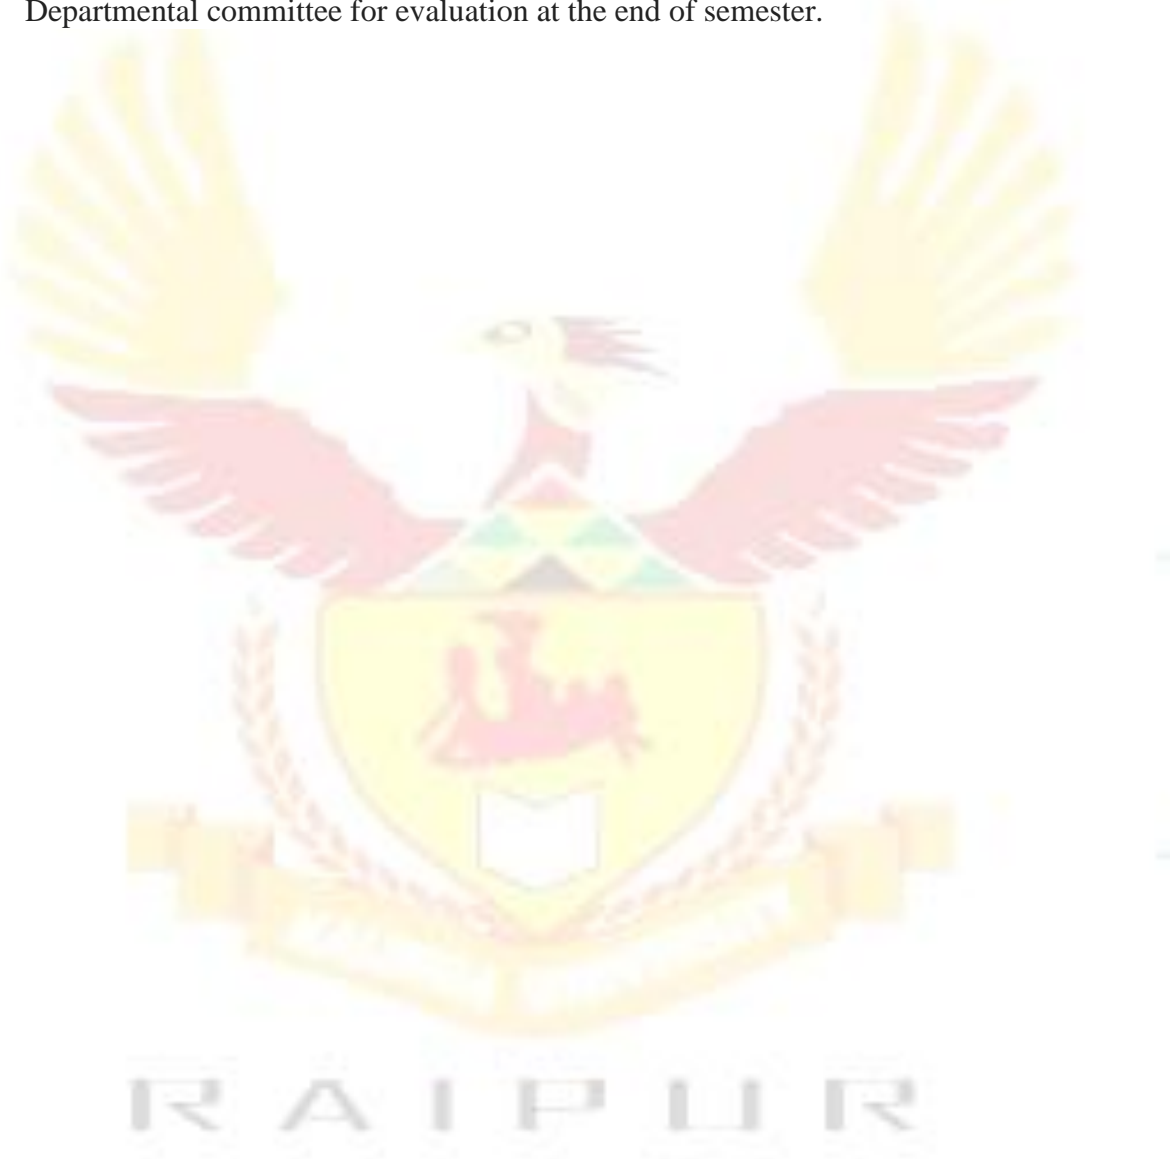 Departmental committee for evaluation at the end of semester.
RAIPUR